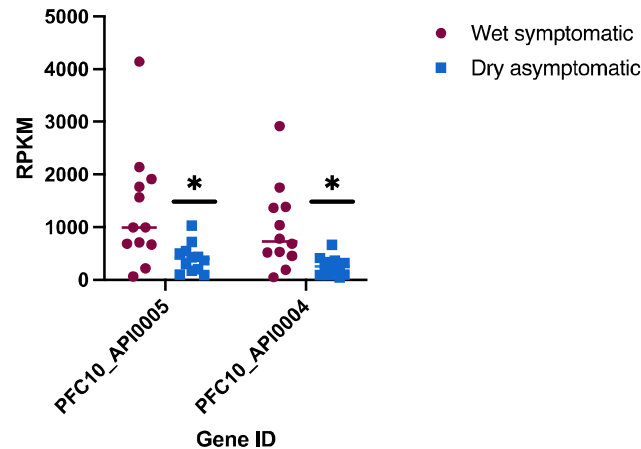 5000
4000
3000
2000
1000
0
RPKM
Wet symptomatic
Dry asymptomatic
*
*
PFC10_API0005
PFC10_API0004
Gene ID